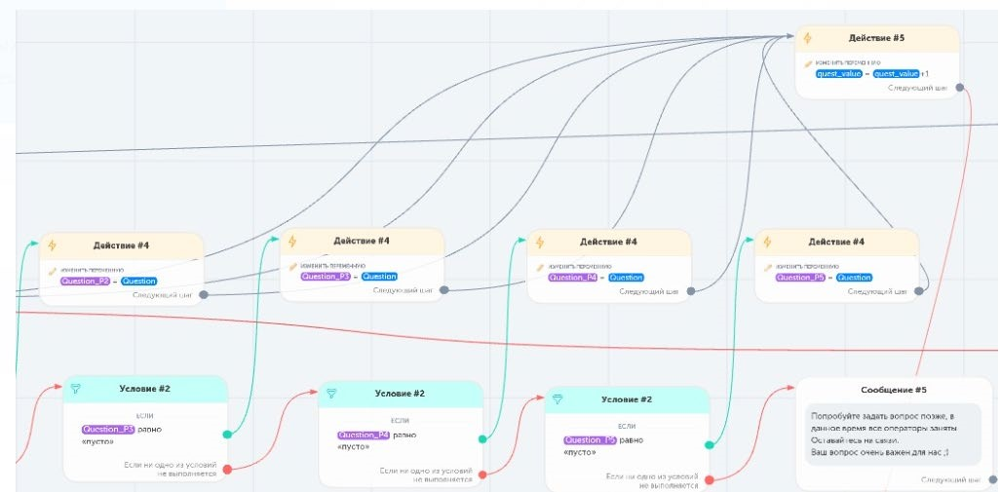 Действие #5
ИЗМЕНИТЬ ПЕРЕМЕННУЮ
quest_value = quest_value +1
Следующий шаг
Действие #4
ИЗМЕНИТЬ ПЕРЕМЕННУЮ
Question_P2 = Question
Следующий шаг
Действие #4
ИЗМЕНИТЬ ПЕРЕМЕННУЮ
Question_P3 = Question
Следующий шаг
Действие #4
ИЗМЕНИТЬ ПЕРЕМЕННУЮ
Question_P4 = Question
Следующий шаг
Действие #4
ИЗМЕНИТЬ ПЕРЕМЕННУЮ
Question_P5 = Question
Следующий шаг
Условие #2
ЕСЛИ
Question_P3 равно
«пусто»
Если ни одно из условий
не выполняется
Условие #2
ЕСЛИ
Question_P4 равно
«пусто»
Если ни одно из условий
не выполняется
Условие #2
ЕСЛИ
Question_P5 равно
«пусто»
Если ни одно из условий
не выполняется
Сообщение #5
Попробуйте задать вопрос позже, в
данное время все операторы заняты
Оставайтесь на связи.
Ваш вопрос очень важен для нас ;)
Следующий шаг